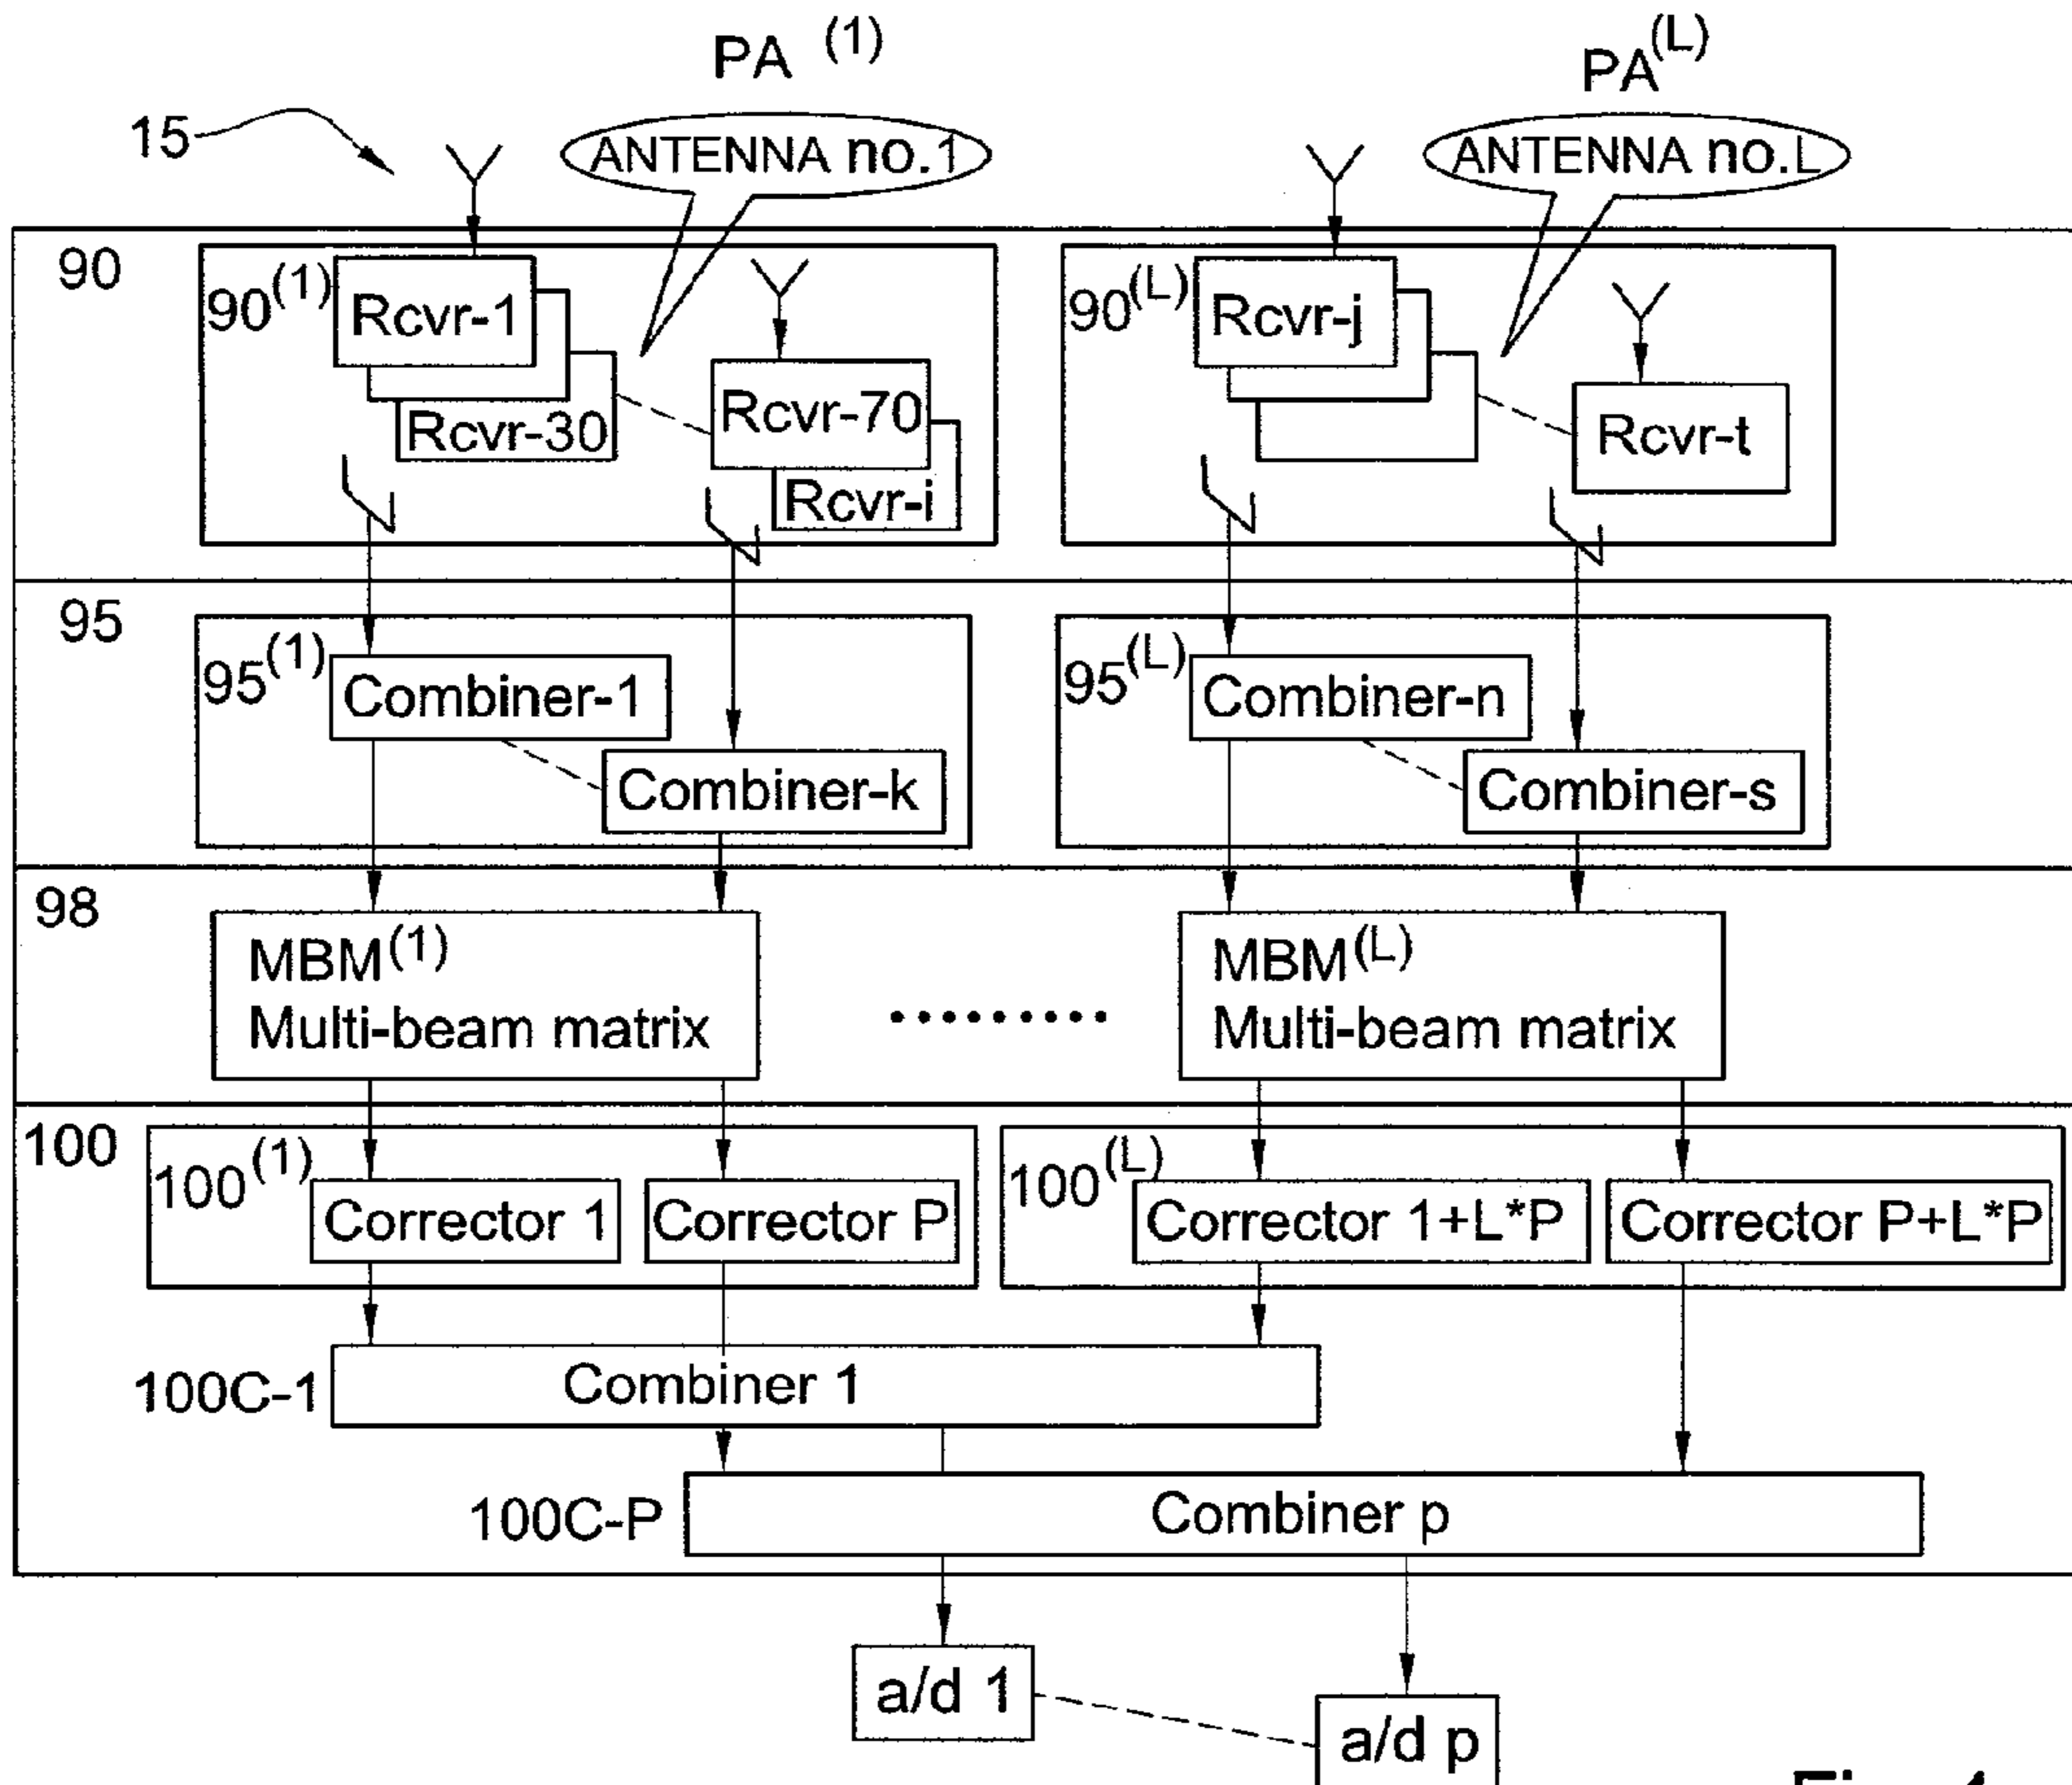 PA (1)
PA(L)
15
ANTENNA no.1
ANTENNA no.L
90
90(1)
Rcvr-1
Rcvr-30
Rcvr-70
Rcvr-i
90(L)
Rcvr-j
Rcvr-t
95
95(1)
Combiner-1
Combiner-k
95(L)
Combiner-n
Combiner-s
98
MBM(1)
Multi-beam matrix
.........
MBM(L)
Multi-beam matrix
100
100(1)
Corrector 1
Corrector P
100(L)
Corrector 1+L*P
Corrector P+L*P
100C-1
Combiner 1
100C-P
Combiner p
a/d 1
a/d p